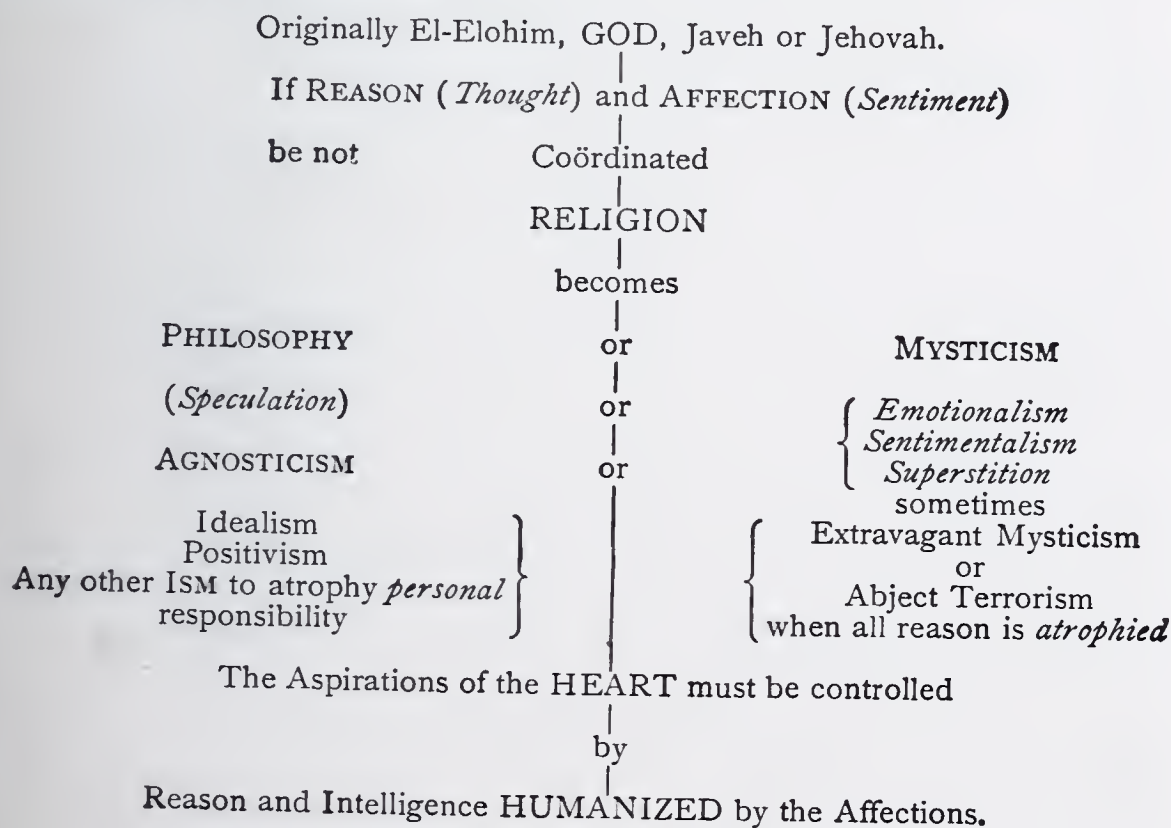 Originally El-Elohim, GOD, Javeh or Jehovah.
If REASON (Thought) and AFFECTION (Sentiment)
be not Coördinated
RELIGION
becomes
PHILOSOPHY or MYSTICISM
(Speculation) or { Emotionalism
Sentimentalism
AGNOSTICISM or Superstition
sometimes
Idealism Extravagant Mysticism
Positivism or
Any other ISM to atrophy personal Abject Terrorism
responsibility when all reason is atrophied
The Aspirations of the HEART must be controlled
by
Reason and Intelligence HUMANIZED by the Affections.